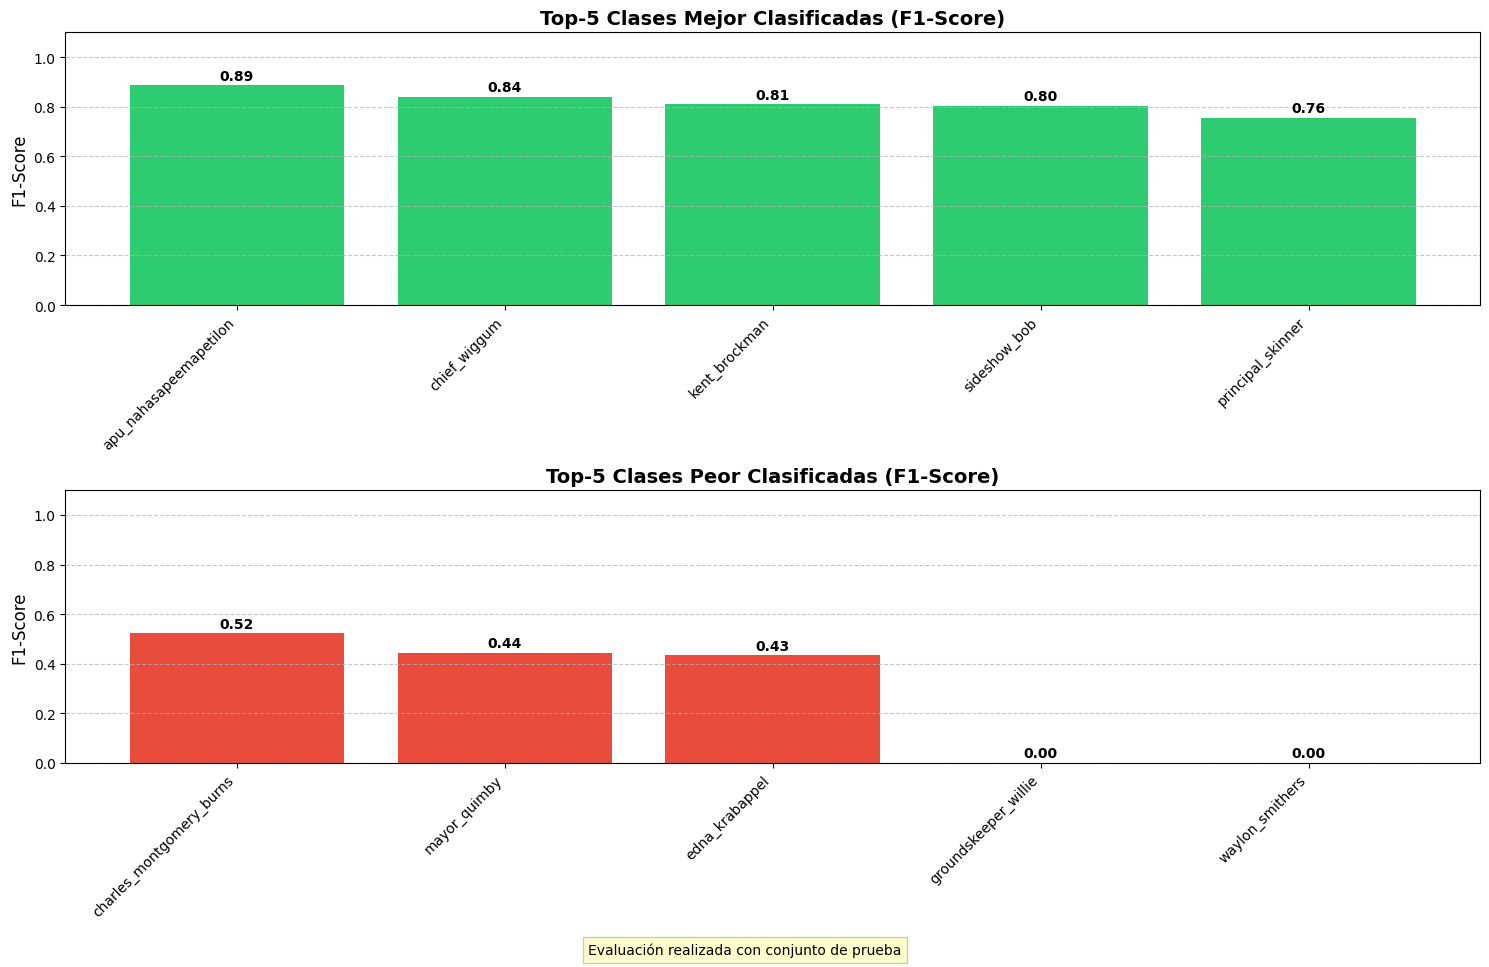 Top-5 Clases Mejor Clasificadas (F1-Score)
F1-Score
1.0
0.8
0.6
0.4
0.2
0.0
0.89
0.84
0.81
0.80
0.76
apu_nahasapeemapetilon
chief_wiggum
kent_brockman
sideshow_bob
principal_skinner
Top-5 Clases Peor Clasificadas (F1-Score)
F1-Score
1.0
0.8
0.6
0.4
0.2
0.0
0.52
0.44
0.43
0.00
0.00
charles_montgomery_burns
mayor_quimby
edna_krabappel
groundskeeper_willie
waylon_smithers
Evaluación realizada con conjunto de prueba